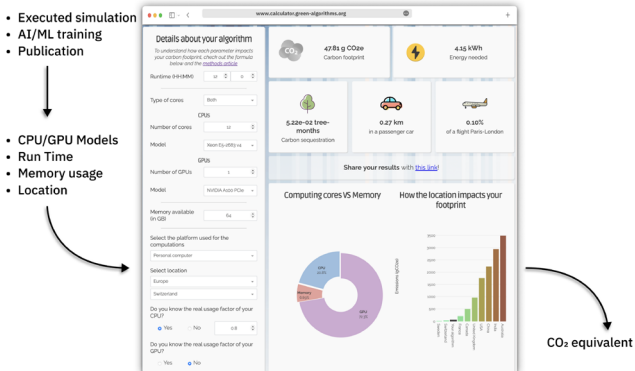 • Executed simulation
• AI/ML training
• Publication
• CPU/GPU Models
• Run Time
• Memory usage
• Location
www.calculator.green-algorithms.org
Details about your algorithm
To understand how each parameter impacts
your carbon footprint, check out the formula
below and the methods article
Runtime (HH:MM)
12
0
Type of cores
Both
CPUs
Number of cores
12
Model
GPUs
Number of GPUs
1
Model
Memory available
(in GB)
64
Select the platform used for the
computations
Personal computer
Select location
Europe
Switzerland
Do you know the real usage factor of your
CPU?
Yes
No
0.8
Do you know the real usage factor of your
GPU?
Yes
No
CO₂
47.81 g CO2e
Carbon footprint
4.15 kWh
Energy needed
5.22e-02 tree-
months
Carbon sequestration
0.27 km
in a passenger car
0.10%
of a flight Paris-London
Share your results with this link!
Computing cores VS Memory
CPU
Memory
GPU
How the location impacts your
footprint
Emissions (gCO2e)
CO₂ equivalent